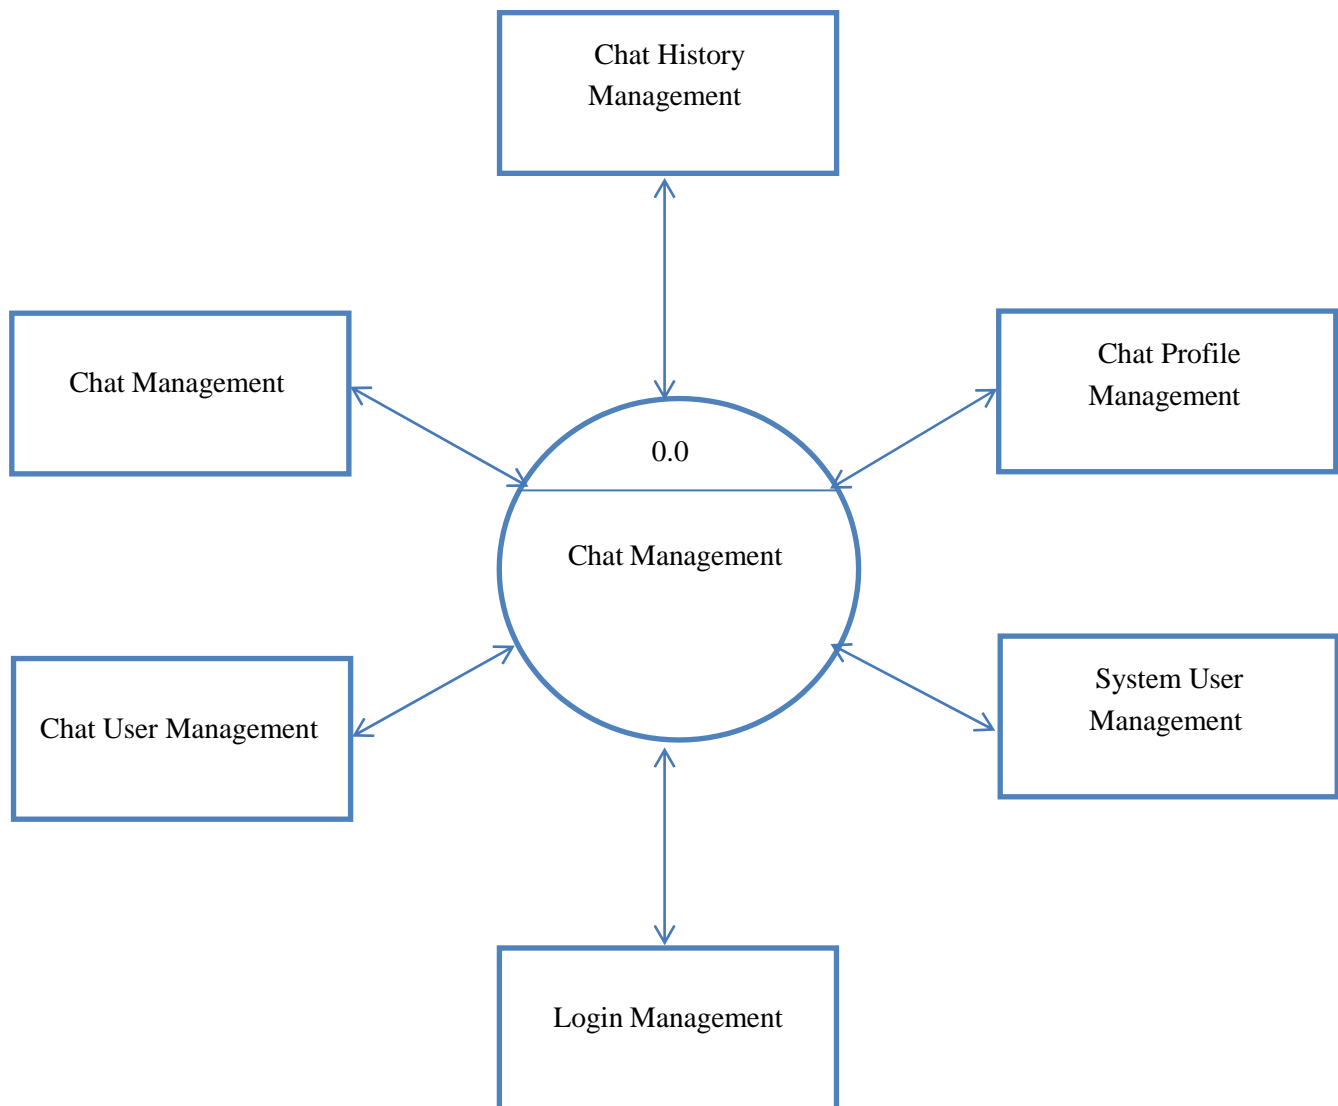 Chat History
Management
Chat Management
Chat Profile
Management
0.0
Chat Management
Chat User Management
System User
Management
Login Management